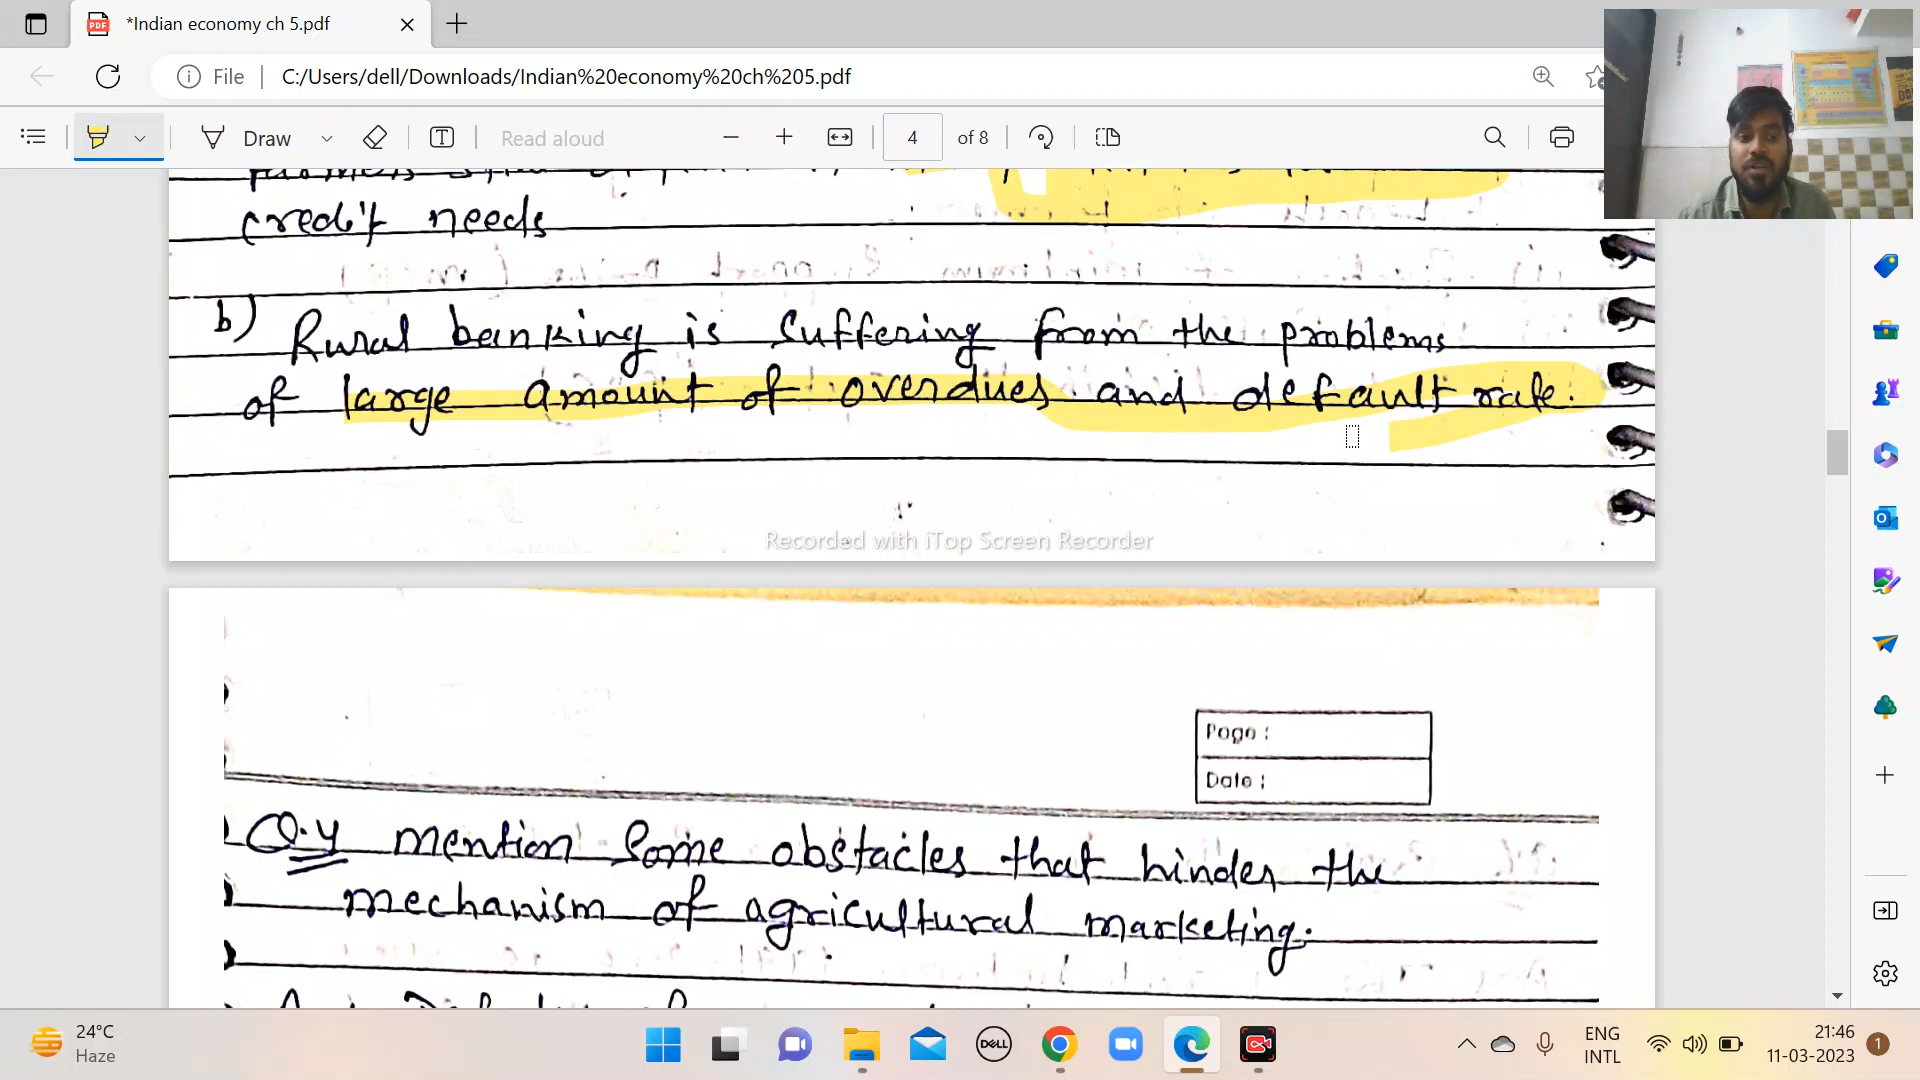 *Indian economy ch 5.pdf
File
C:/Users/dell/Downloads/Indian%20economy%20ch%205.pdf
Draw
Read aloud
4
of 8
credit needs
b) Rural banking is suffering from the problems
of large amount of overdues and default rate.
Recorded with iTop Screen Recorder
Page :
Date :
Q.4 mention some obstacles that hinder the
mechanism of agricultural marketing.
24°C
Haze
DELL
ENG
INTL
21:46
11-03-2023
1